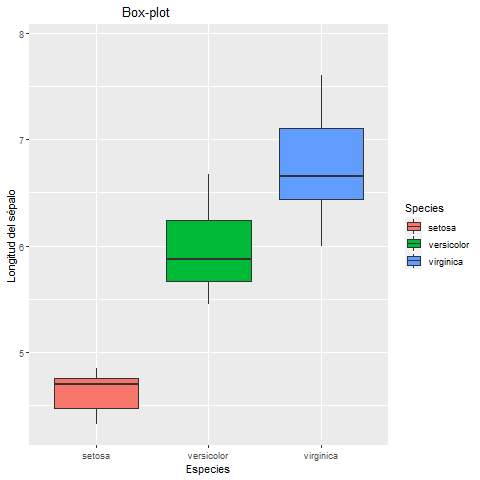 Box-plot
8
7
6
5
Longitud del sépalo
setosa
versicolor
virginica
Especies
Species
setosa
versicolor
virginica